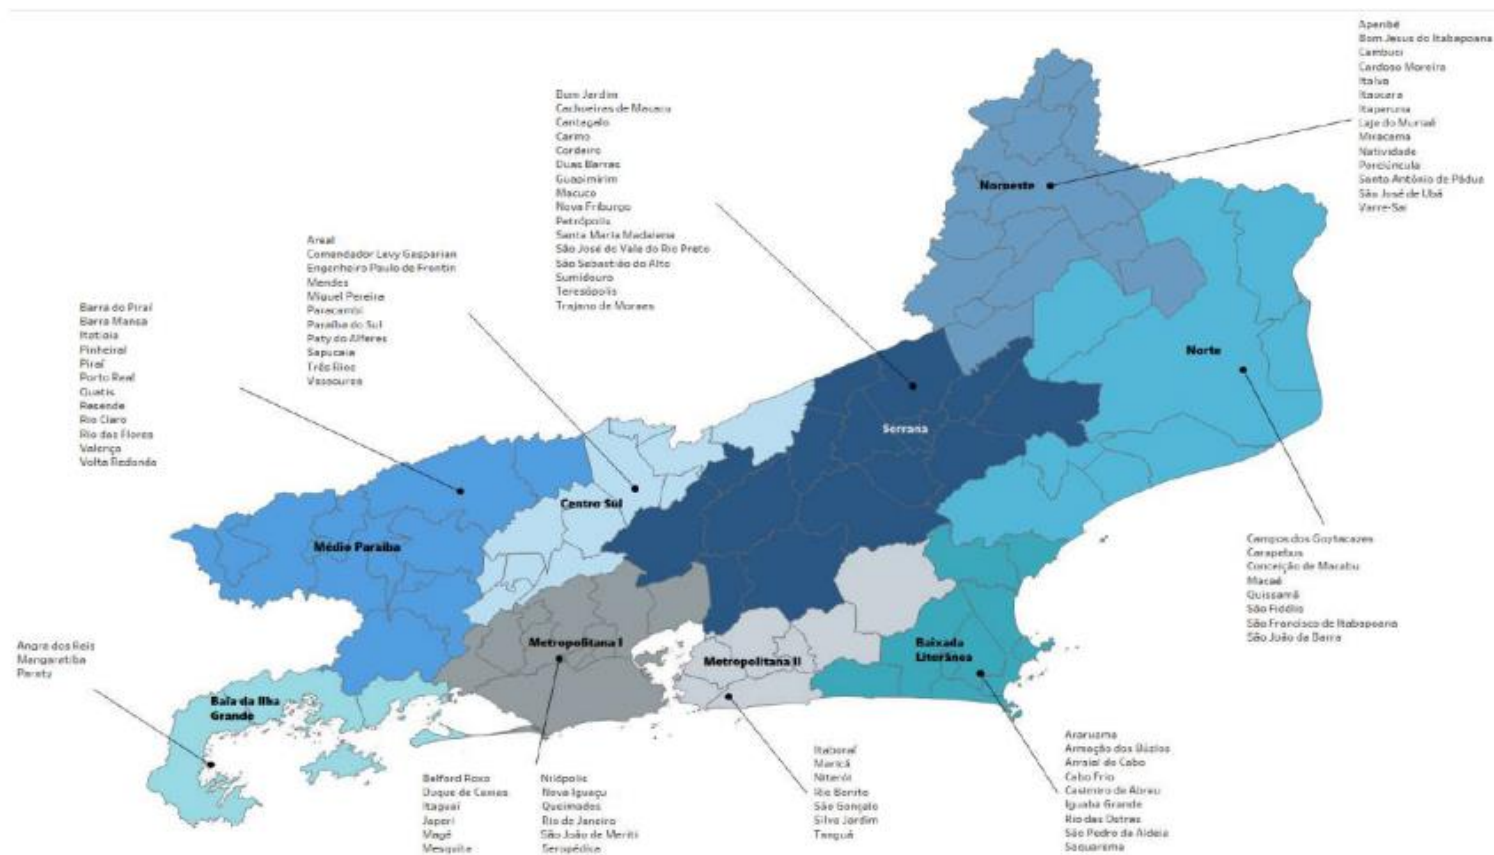 Apenbé
Bom Jesus do Itabapoana
Cambuci
Cardoso Moreira
Italva
Itaocara
Itaperuna
Laje do Muriaé
Miracema
Natividade
Porciúncula
Santo Antônio de Pádua
São José de Ubá
Varre-Sai
Bom Jardim
Cachoeiras de Macacu
Cantagalo
Carmo
Cordeiro
Duas Barras
Guapimirim
Macuco
Nova Friburgo
Petrópolis
Santa Maria Madalena
São José do Vale do Rio Preto
São Sebastião do Alto
Sumidouro
Teresópolis
Trajano de Moraes
Noroeste
Areal
Comendador Levy Gasparian
Engenheiro Paulo de Frontin
Mendes
Miguel Pereira
Paracambi
Paraíba do Sul
Paty do Alferes
Sapucaia
Três Rios
Vassouras
Barra do Piraí
Barra Mansa
Itatiaia
Pinheiral
Piraí
Porto Real
Quatis
Resende
Rio Claro
Rio das Flores
Valença
Volta Redonda
Norte
Serrana
Centro Sul
Médio Paraíba
Campos dos Goytacazes
Carapebus
Conceição de Macabu
Macaé
Quissamã
São Fidélis
São Francisco de Itabapoana
São João da Barra
Angra dos Reis
Mangaratiba
Paraty
Metropolitana I
Metropolitana II
Baixada
Litorânea
Baía da Ilha
Grande
Belford Roxo
Duque de Caxias
Itaguaí
Japeri
Magé
Mesquita
Nilópolis
Nova Iguaçu
Queimados
Rio de Janeiro
São João de Meriti
Seropédica
Itaboraí
Maricá
Niterói
Rio Bonito
São Gonçalo
Silva Jardim
Tanguá
Araruama
Armação dos Búzios
Arraial do Cabo
Cabo Frio
Casimiro de Abreu
Iguaba Grande
Rio das Ostras
São Pedro da Aldeia
Saquarema